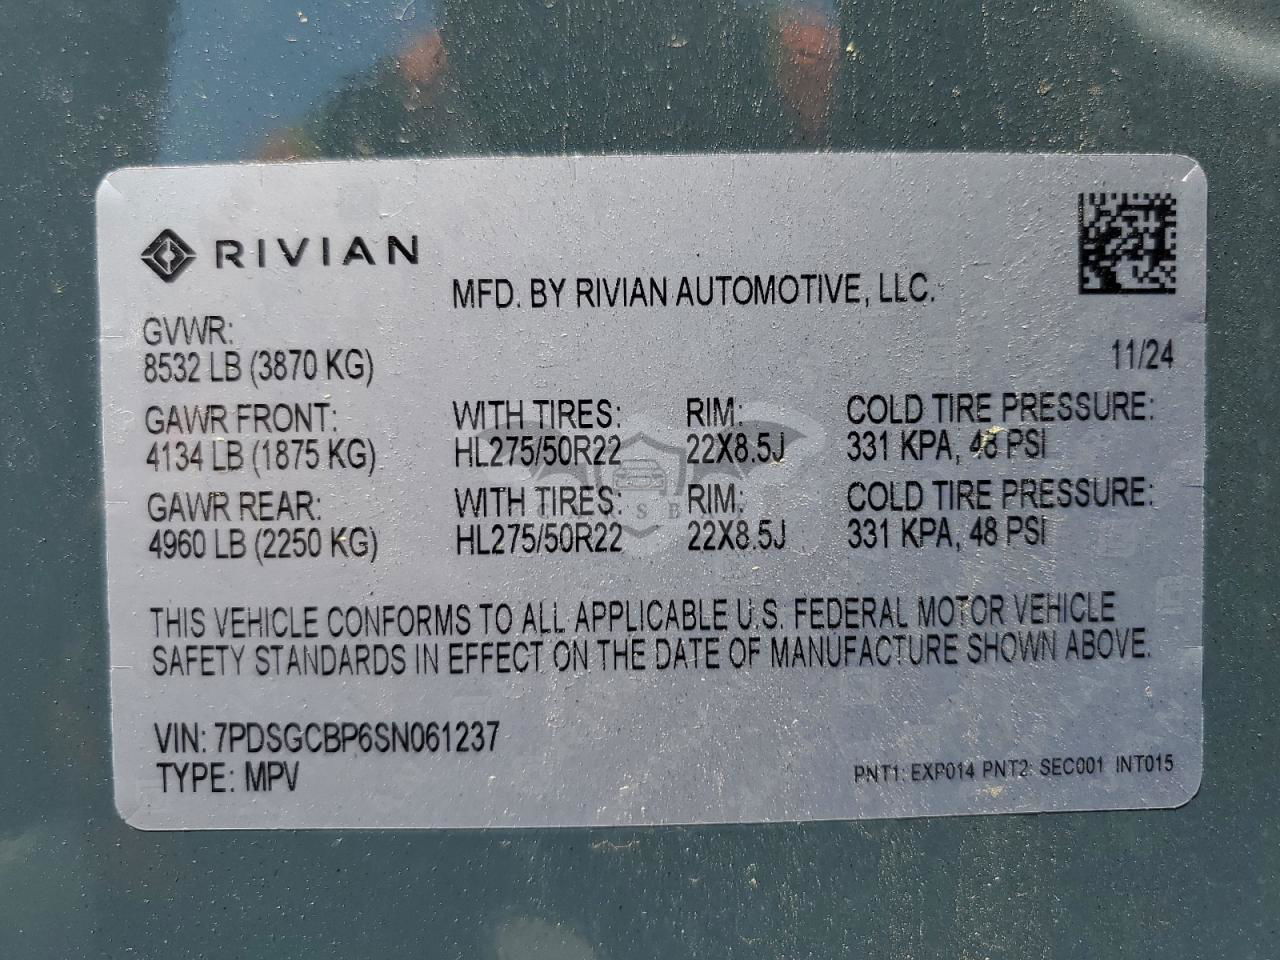 RIVIAN
MFD. BY RIVIAN AUTOMOTIVE, LLC.
GVWR:
8532 LB (3870 KG)
11/24
GAWR FRONT: WITH TIRES: RIM: COLD TIRE PRESSURE:
4134 LB (1875 KG) HL275/50R22 22X8.5J 331 KPA, 48 PSI
GAWR REAR: WITH TIRES: RIM: COLD TIRE PRESSURE:
4960 LB (2250 KG) HL275/50R22 22X8.5J 331 KPA, 48 PSI
THIS VEHICLE CONFORMS TO ALL APPLICABLE U.S. FEDERAL MOTOR VEHICLE
SAFETY STANDARDS IN EFFECT ON THE DATE OF MANUFACTURE SHOWN ABOVE.
VIN: 7PDSGCBP6SN061237
TYPE: MPV
PNT1: EXP014 PNT2: SEC001 INT015